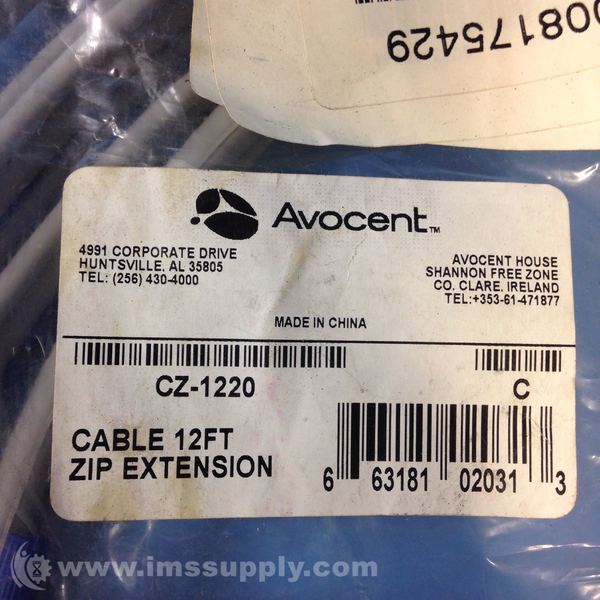 008175429
Avocent™
4991 CORPORATE DRIVE
HUNTSVILLE, AL 35805
TEL: (256) 430-4000
AVOCENT HOUSE
SHANNON FREE ZONE
CO. CLARE, IRELAND
TEL:+353-61-471877
MADE IN CHINA
CZ-1220
C
CABLE 12FT
ZIP EXTENSION
6 63181 02031 3
© www.imssupply.com